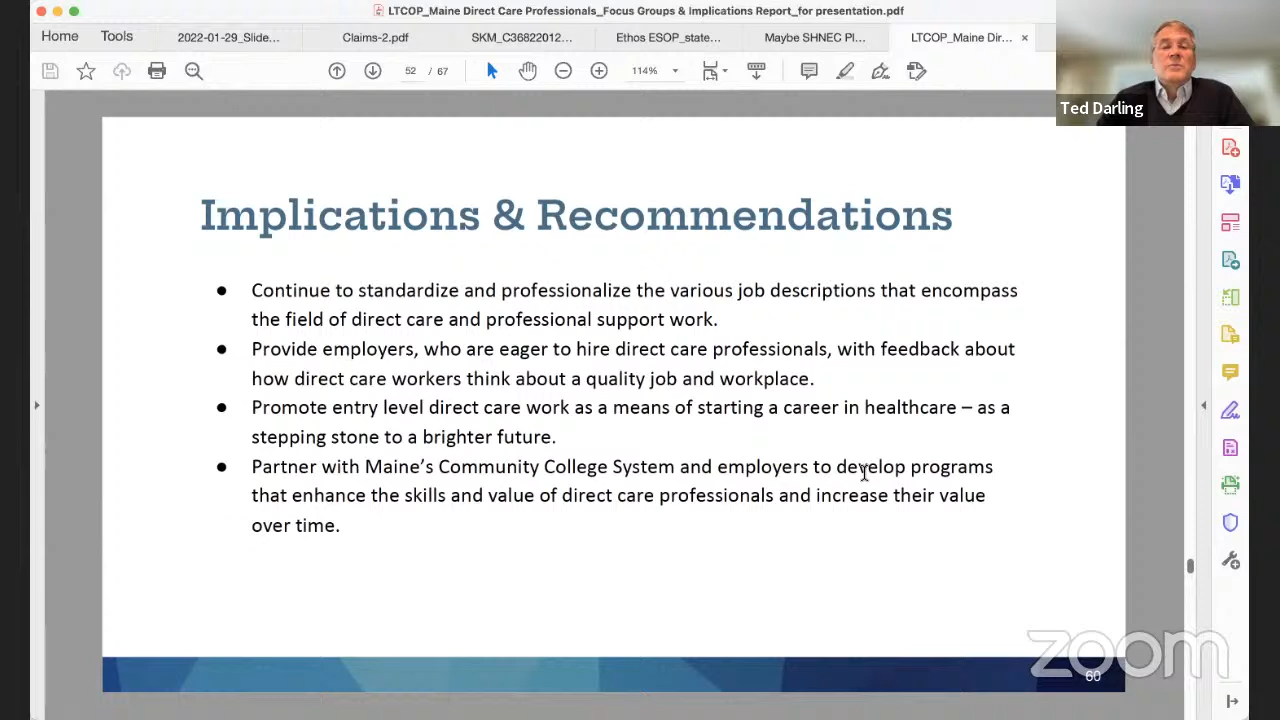 LTCOP_Maine Direct Care Professionals_Focus Groups & Implications Report_for presentation.pdf
Home Tools 2022-01-29_Slide... Claims-2.pdf SKM_C36822012... Ethos ESOP_state... Maybe SHNEC Pl... LTCOP_Maine Dir... ×
52 / 67 114%
Ted Darling
Implications & Recommendations
● Continue to standardize and professionalize the various job descriptions that encompass
the field of direct care and professional support work.
● Provide employers, who are eager to hire direct care professionals, with feedback about
how direct care workers think about a quality job and workplace.
● Promote entry level direct care work as a means of starting a career in healthcare – as a
stepping stone to a brighter future.
● Partner with Maine’s Community College System and employers to develop programs
that enhance the skills and value of direct care professionals and increase their value
over time.
zoom
60